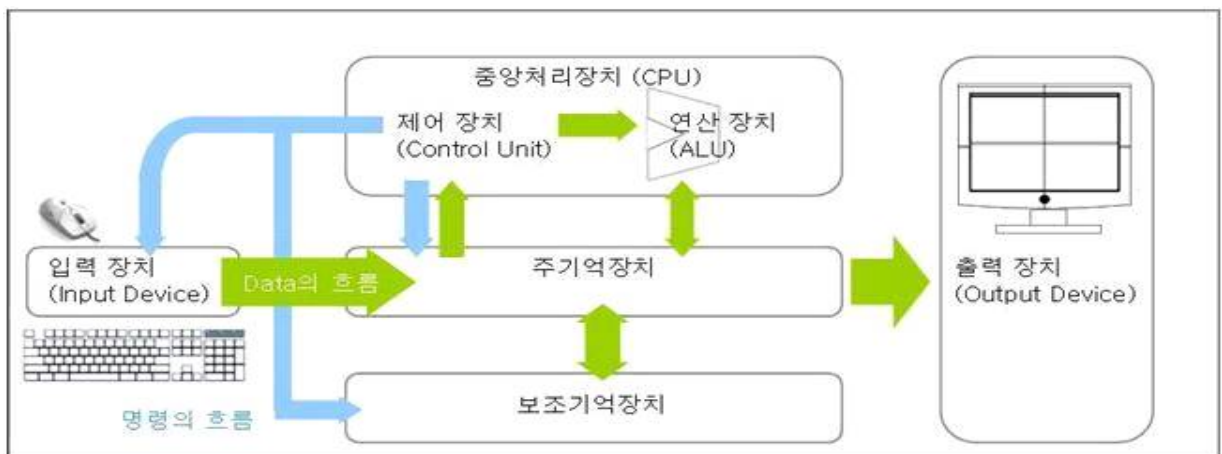 중앙처리장치 (CPU)
제어 장치
(Control Unit)
연산 장치
(ALU)
입력 장치
(Input Device)
Data의 흐름
주기억장치
출력 장치
(Output Device)
보조기억장치
명령의 흐름